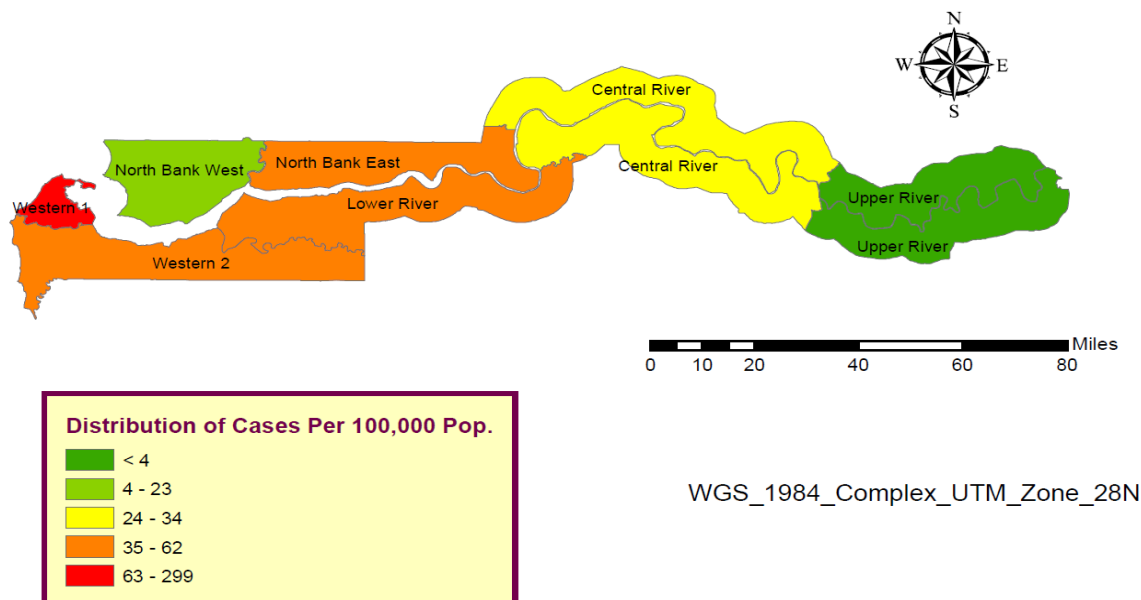 N
W E
S
Central River
North Bank West
North Bank East
Central River
Western 1
Lower River
Upper River
Upper River
Western 2
Miles
0 10 20 40 60 80
Distribution of Cases Per 100,000 Pop.
< 4
4 - 23
24 - 34
35 - 62
63 - 299
WGS_1984_Complex_UTM_Zone_28N